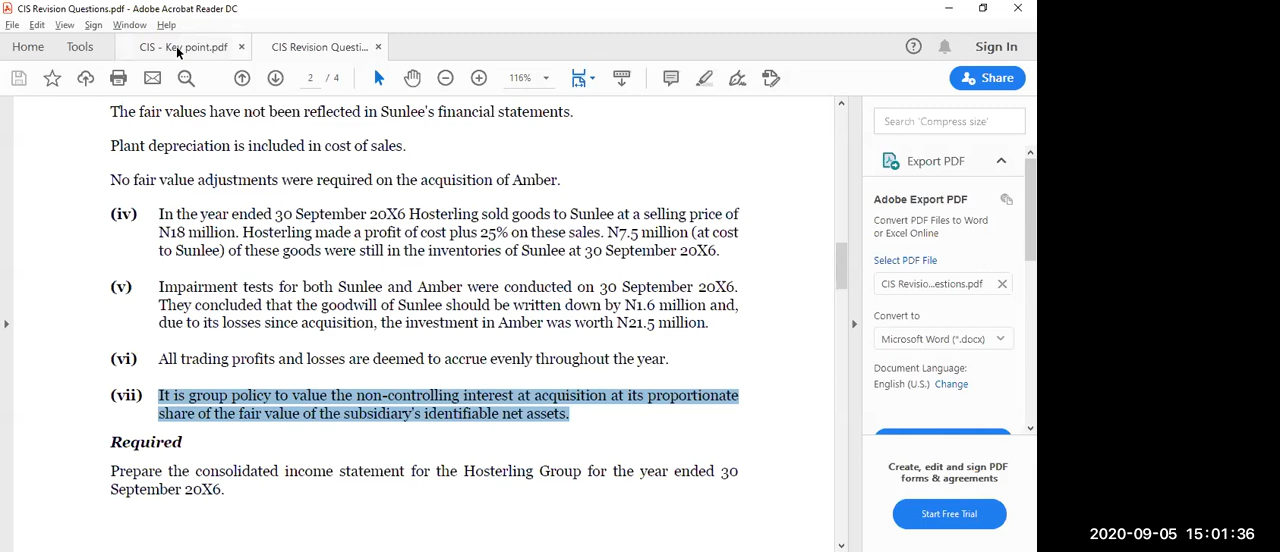 CIS Revision Questions.pdf - Adobe Acrobat Reader DC
File Edit View Sign Window Help
Home Tools CIS - Key point.pdf × CIS Revision Questi... × Sign In
2 / 4 116% Share
The fair values have not been reflected in Sunlee's financial statements.
Plant depreciation is included in cost of sales.
No fair value adjustments were required on the acquisition of Amber.
(iv) In the year ended 30 September 20X6 Hosterling sold goods to Sunlee at a selling price of
N18 million. Hosterling made a profit of cost plus 25% on these sales. N7.5 million (at cost
to Sunlee) of these goods were still in the inventories of Sunlee at 30 September 20X6.
(v) Impairment tests for both Sunlee and Amber were conducted on 30 September 20X6.
They concluded that the goodwill of Sunlee should be written down by N1.6 million and,
due to its losses since acquisition, the investment in Amber was worth N21.5 million.
(vi) All trading profits and losses are deemed to accrue evenly throughout the year.
(vii) It is group policy to value the non-controlling interest at acquisition at its proportionate
share of the fair value of the subsidiary's identifiable net assets.
Required
Prepare the consolidated income statement for the Hosterling Group for the year ended 30
September 20X6.
Search 'Compress size'
Export PDF
Adobe Export PDF
Convert PDF Files to Word
or Excel Online
Select PDF File
CIS Revisio...estions.pdf ×
Convert to
Microsoft Word (*.docx)
Document Language:
English (U.S.) Change
Create, edit and sign PDF
forms & agreements
Start Free Trial
2020-09-05 15:01:36